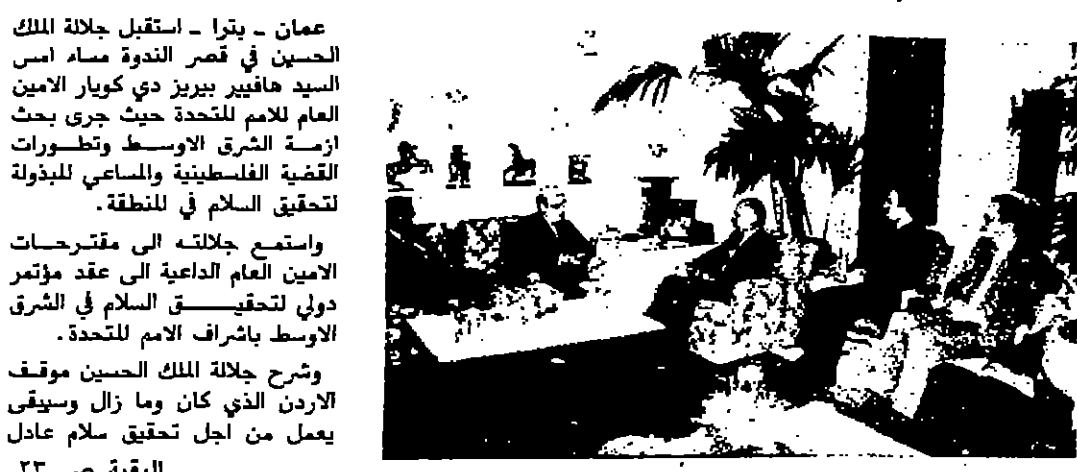 عمان ـ بترا ـ استقبل جلالة الملك
الحسين في قصر الندوة مساء امس
السيد هافيير بيريز دي كويار الامين
العام للامم المتحدة حيث جرى بحث
ازمة الشرق الاوسط وتطورات
القضية الفلسطينية والمساعي المبذولة
لتحقيق السلام في المنطقة.
واستمع جلالته الى مقترحات
الامين العام الداعية الى عقد مؤتمر
دولي لتحقيق السلام في الشرق
الاوسط باشراف الامم المتحدة.
وشرح جلالة الملك الحسين موقف
الاردن الذي كان وما زال وسيبقى
يعمل من اجل تحقيق سلام عادل
البقية ص ٢٣